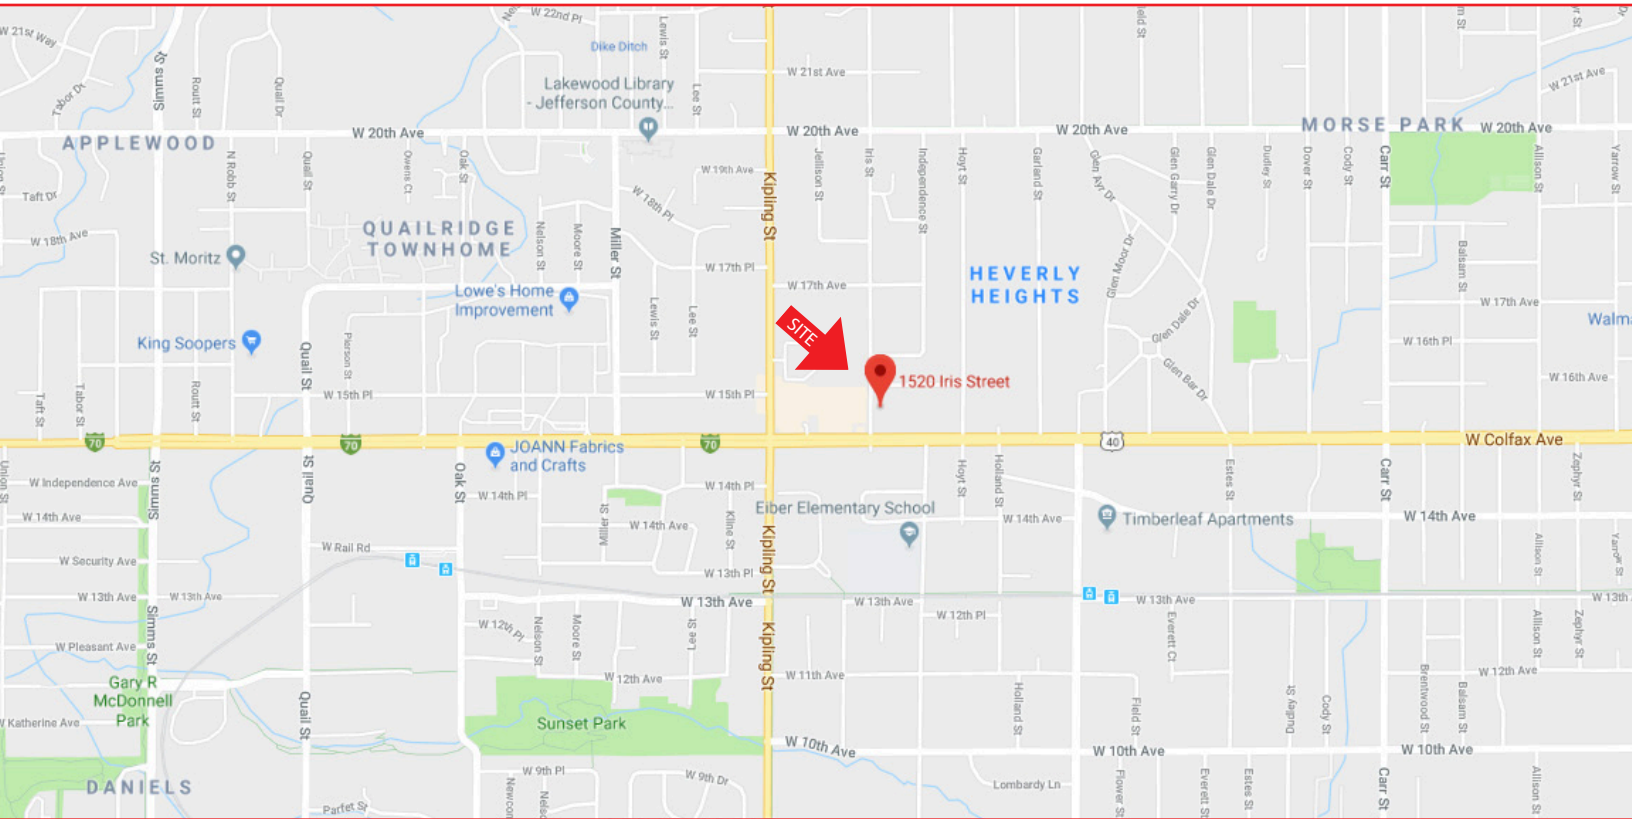 W 22nd Pl
Lewis St
W 21st Way
Dike Ditch
Simms St
Tabor Dr
Routt St
Quail Dr
Lakewood Library
- Jefferson County...
Lee St
W 21st Ave
W 21st Ave
W 20th Ave
W 20th Ave
W 20th Ave
MORSE PARK
W 20th Ave
APPLEWOOD
N Robb St
Quail St
Owens Ct
Oak St
W 19th Ave
Jellison St
Iris St
Independence St
Hoyt St
Garland St
Glen Ayr Dr
Glen Garry Dr
Glen Dale Dr
Dudley St
Dover St
Cody St
Carr St
Allison St
Yarrow St
Taft Dr
W 18th Pl
Kipling St
W 18th Ave
QUAILRIDGE
TOWNHOME
Nelson St
Moore St
Miller St
St. Moritz
W 17th Pl
Glen Moor Dr
Balsam St
HEVERLY
HEIGHTS
W 17th Ave
W 17th Ave
Lowe's Home
Improvement
Lewis St
Lee St
SITE
Glen Dale Dr
King Soopers
Pierson St
Quail St
W 16th Pl
Glen Bar Dr
W 16th Ave
Taft St
Tabor St
Routt St
W 15th Pl
W 15th Pl
1520 Iris Street
70
70
70
40
W Colfax Ave
JOANN Fabrics
and Crafts
Union St
W Independence Ave
Simms St
Quail St
Oak St
W 14th Pl
W 14th Pl
Hoyt St
Holland St
Estes St
Carr St
Zephyr St
W 14th Ave
Miller St
W 14th Ave
Kline St
Eiber Elementary School
W 14th Ave
Timberleaf Apartments
W 14th Ave
W Security Ave
W Rail Rd
Kipling St
Allison St
Yarrow St
W 13th Pl
W 13th Ave
W 13th Ave
W 13th Ave
W 13th Ave
W 13th Ave
W 13th
Simms St
W 12th Pl
Nelson St
Moore St
Lee St
Kipling St
W 12th Pl
Everett Ct
Allison St
Zephyr St
W Pleasant Ave
W 12th Ave
W 11th Ave
W 12th Ave
Gary R
McDonnell
Park
W Katherine Ave
Quail St
Sunset Park
Holland St
Field St
Dudley St
Cody St
Brentwood St
Balsam St
W 10th Ave
W 10th Ave
W 10th Ave
DANIELS
W 9th Pl
W 9th Dr
Lombardy Ln
Flower St
Everett St
Estes St
Carr St
Allison St
Parfet St